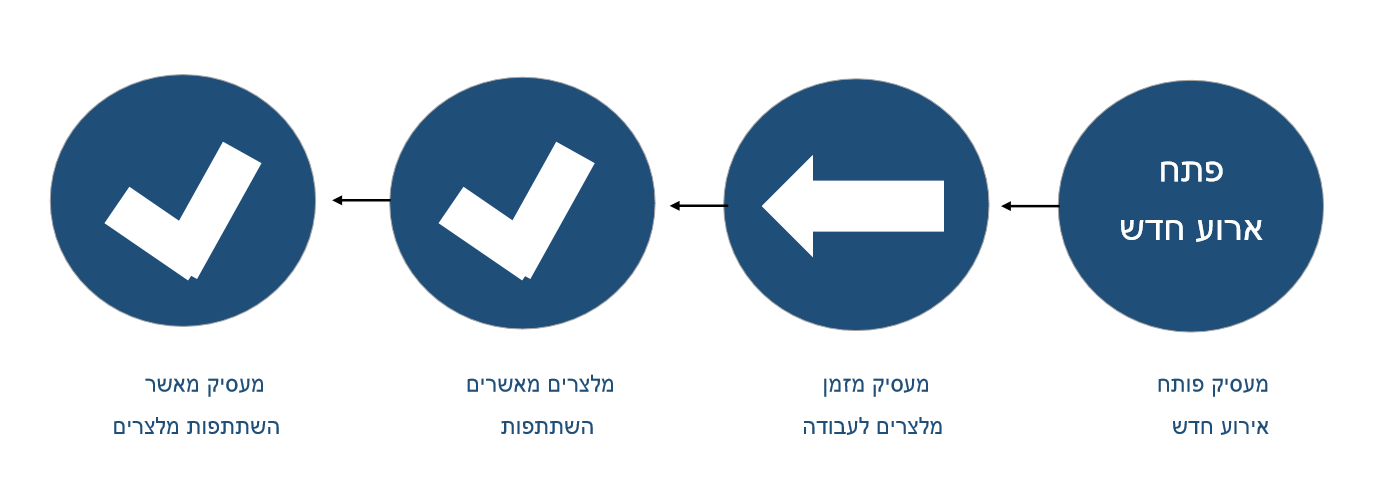 פתח
ארוע חדש
מעסיק פותח
אירוע חדש
מעסיק מזמן
מלצרים לעבודה
מלצרים מאשרים
השתתפות
מעסיק מאשר
השתתפות מלצרים